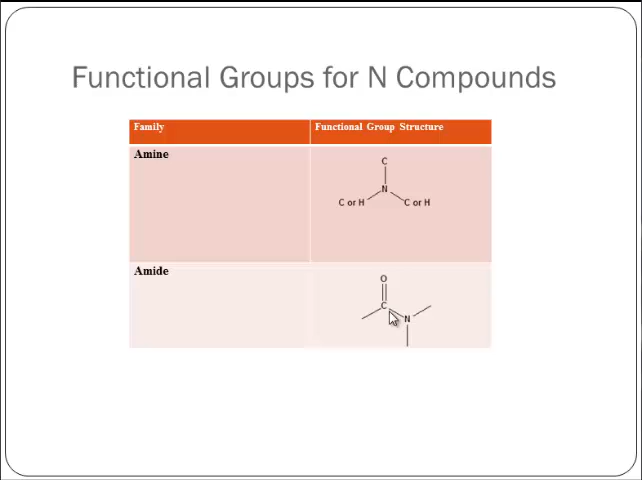 Functional Groups for N Compounds
Family Functional Group Structure
Amine
C
N
C or H C or H
Amide
O
C
N